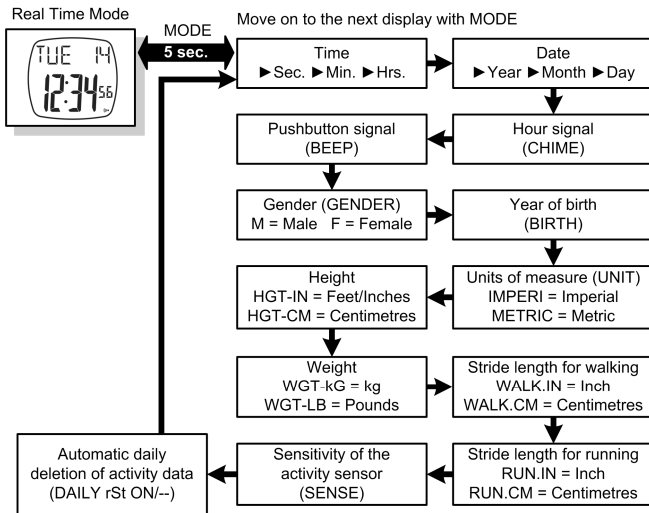 Real Time Mode
MODE
Move on to the next display with MODE
TUE 14
12:34 56
5 sec.
Time
►Sec. ►Min. ►Hrs.
Date
►Year ►Month ►Day
Pushbutton signal
(BEEP)
Hour signal
(CHIME)
Gender (GENDER)
M = Male F = Female
Year of birth
(BIRTH)
Height
HGT-IN = Feet/Inches
HGT-CM = Centimetres
Units of measure (UNIT)
IMPERI = Imperial
METRIC = Metric
Weight
WGT-kG = kg
WGT-LB = Pounds
Stride length for walking
WALK.IN = Inch
WALK.CM = Centimetres
Automatic daily
deletion of activity data
(DAILY rSt ON/--)
Sensitivity of the
activity sensor
(SENSE)
Stride length for running
RUN.IN = Inch
RUN.CM = Centimetres